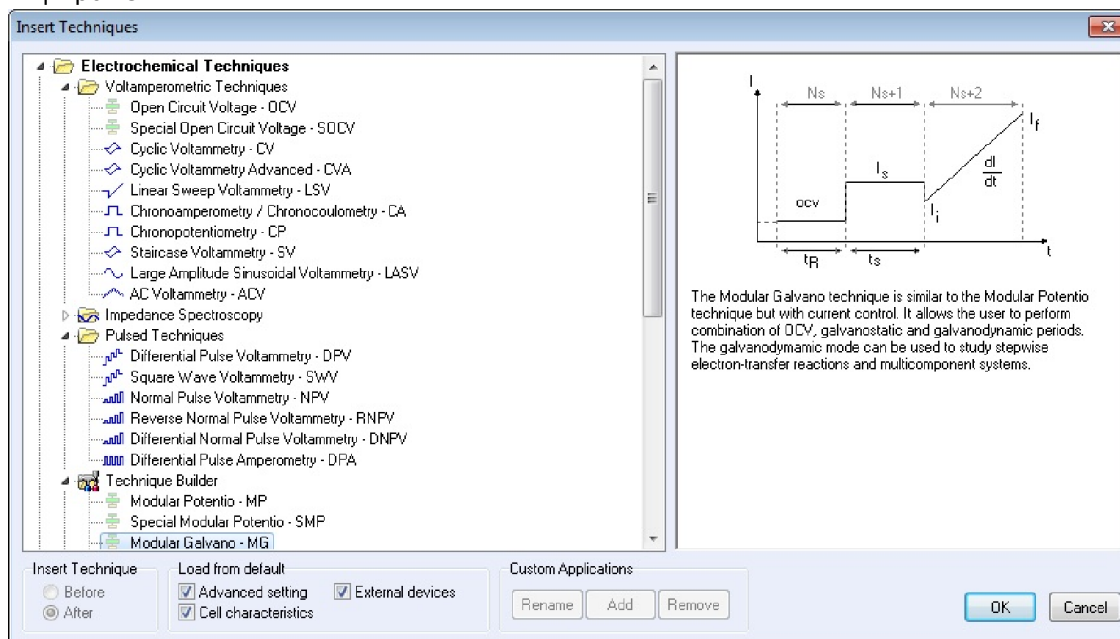 Insert Techniques
Electrochemical Techniques
Voltamperometric Techniques
Open Circuit Voltage - OCV
Special Open Circuit Voltage - SOCV
Cyclic Voltammetry - CV
Cyclic Voltammetry Advanced - CVA
Linear Sweep Voltammetry - LSV
Chronoamperometry / Chronocoulometry - CA
Chronopotentiometry - CP
Staircase Voltammetry - SV
Large Amplitude Sinusoidal Voltammetry - LASV
AC Voltammetry - ACV
Impedance Spectroscopy
Pulsed Techniques
Differential Pulse Voltammetry - DPV
Square Wave Voltammetry - SWV
Normal Pulse Voltammetry - NPV
Reverse Normal Pulse Voltammetry - RNPV
Differential Normal Pulse Voltammetry - DNPV
Differential Pulse Amperometry - DPA
Technique Builder
Modular Potentio - MP
Special Modular Potentio - SMP
Modular Galvano - MG
I
Ns Ns+1 Ns+2
If
dI
dt
Is
ocv
Ii
t
tR ts
The Modular Galvano technique is similar to the Modular Potentio
technique but with current control. It allows the user to perform
combination of OCV, galvanostatic and galvanodynamic periods.
The galvanodymamic mode can be used to study stepwise
electron-transfer reactions and multicomponent systems.
Insert Technique
Before
After
Load from default
Advanced setting External devices
Cell characteristics
Custom Applications
Rename Add Remove
OK Cancel